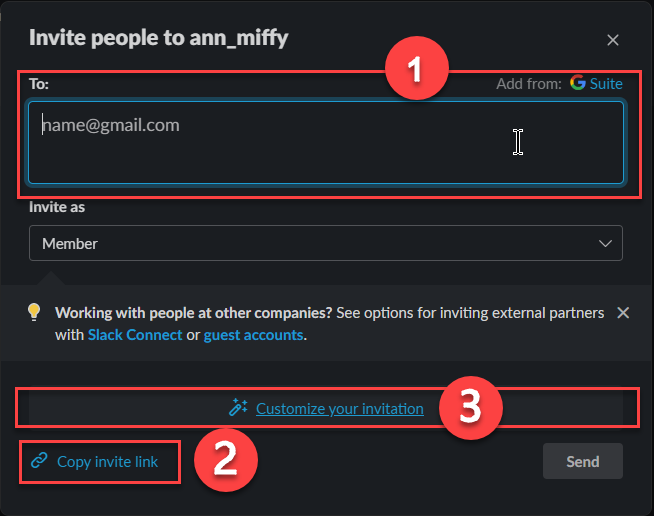 Invite people to ann_miffy
1
To:
Add from: G Suite
name@gmail.com
Invite as
Member
Working with people at other companies? See options for inviting external partners
with Slack Connect or guest accounts.
Customize your invitation
3
Copy invite link
2
Send